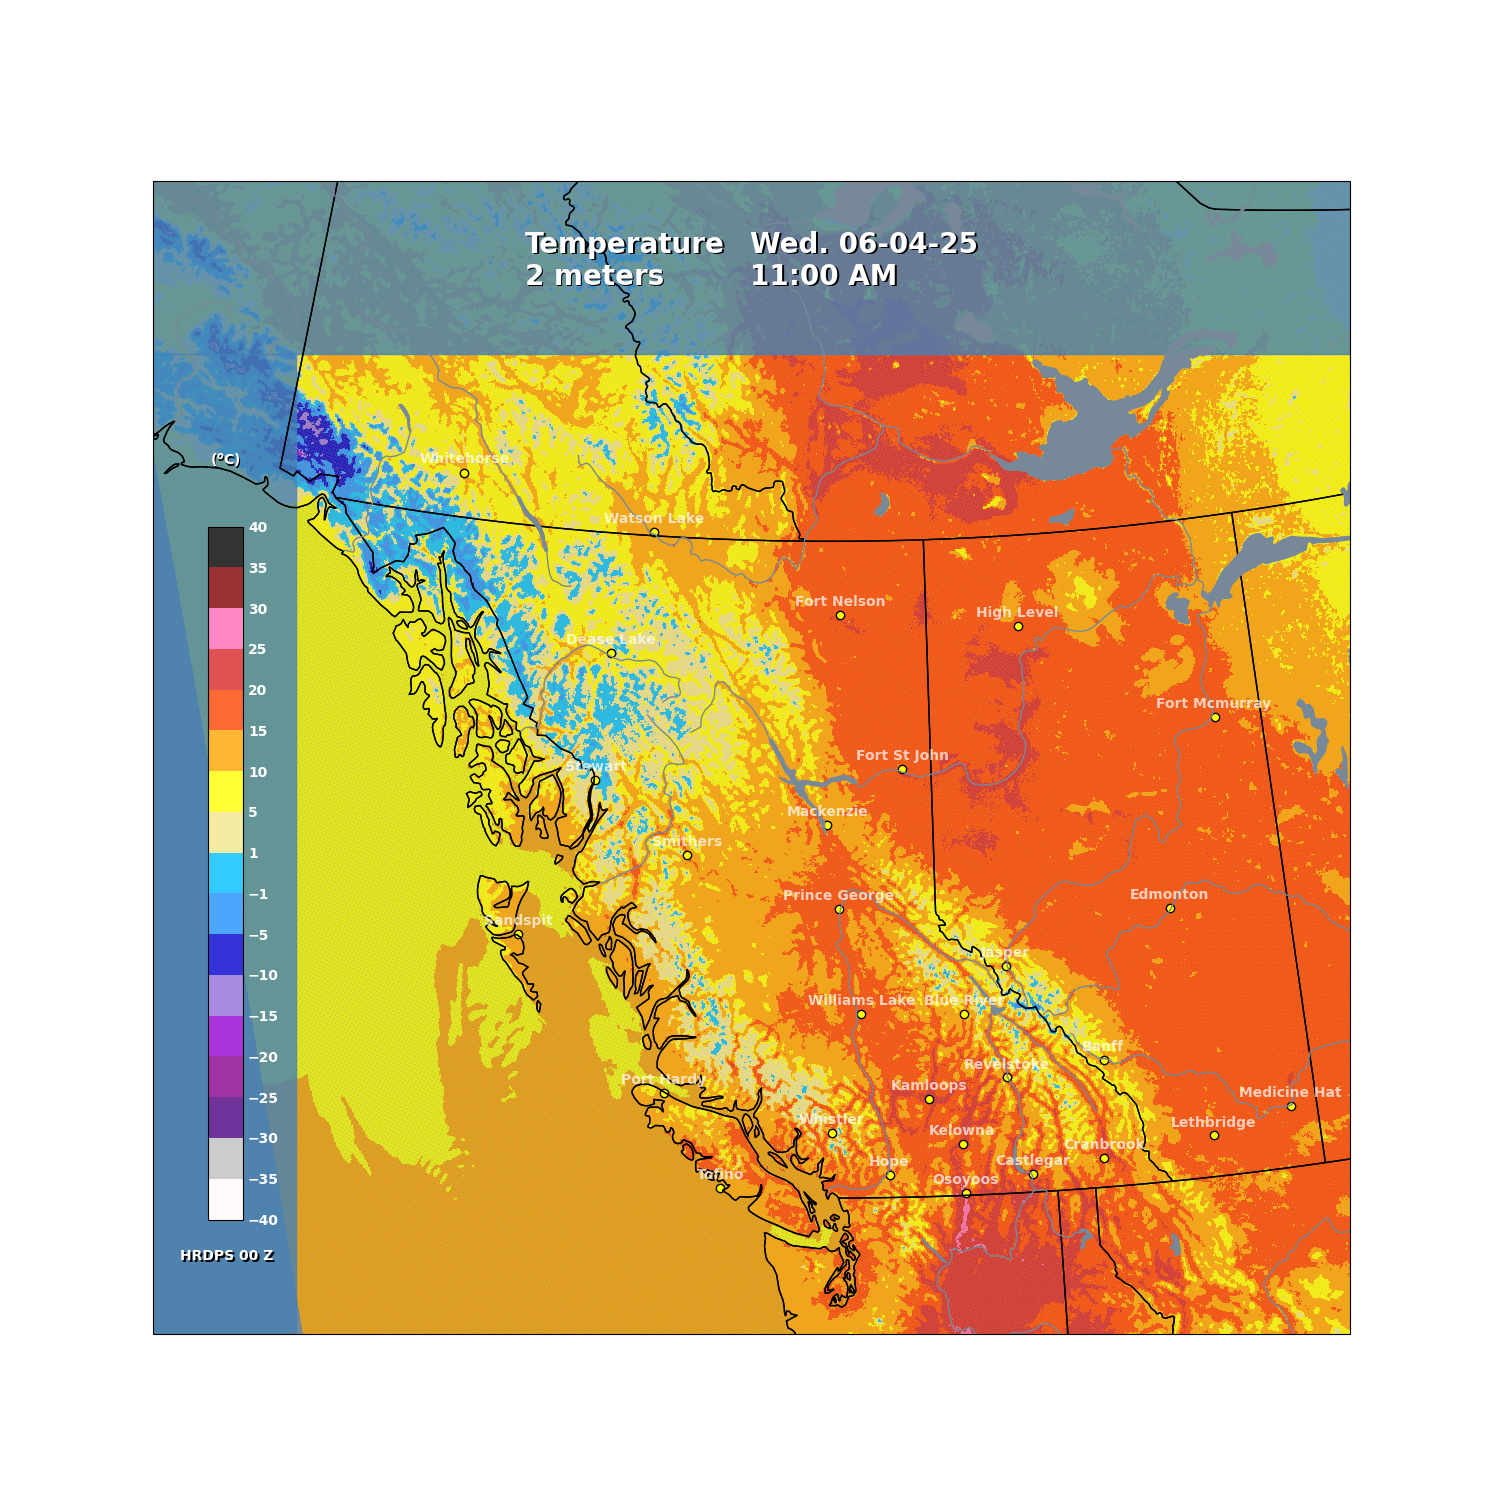 Temperature Wed. 06-04-25
2 meters 11:00 AM
(°C)
40
35
30
25
20
15
10
5
1
−1
−5
−10
−15
−20
−25
−30
−35
−40
HRDPS 00 Z
Whitehorse
Watson Lake
Fort Nelson
High Level
Dease Lake
Fort Mcmurray
Fort St John
Stewart
Mackenzie
Smithers
Prince George
Edmonton
Sandspit
Jasper
Williams Lake Blue River
Banff
Revelstoke
Port Hardy
Kamloops
Medicine Hat
Whistler
Lethbridge
Kelowna
Cranbrook
Hope
Castlegar
Tofino
Osoyoos